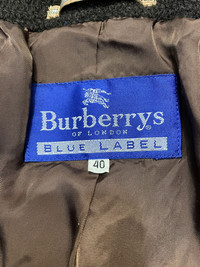 Burberrys
OF LONDON ®
BLUE LABEL
40